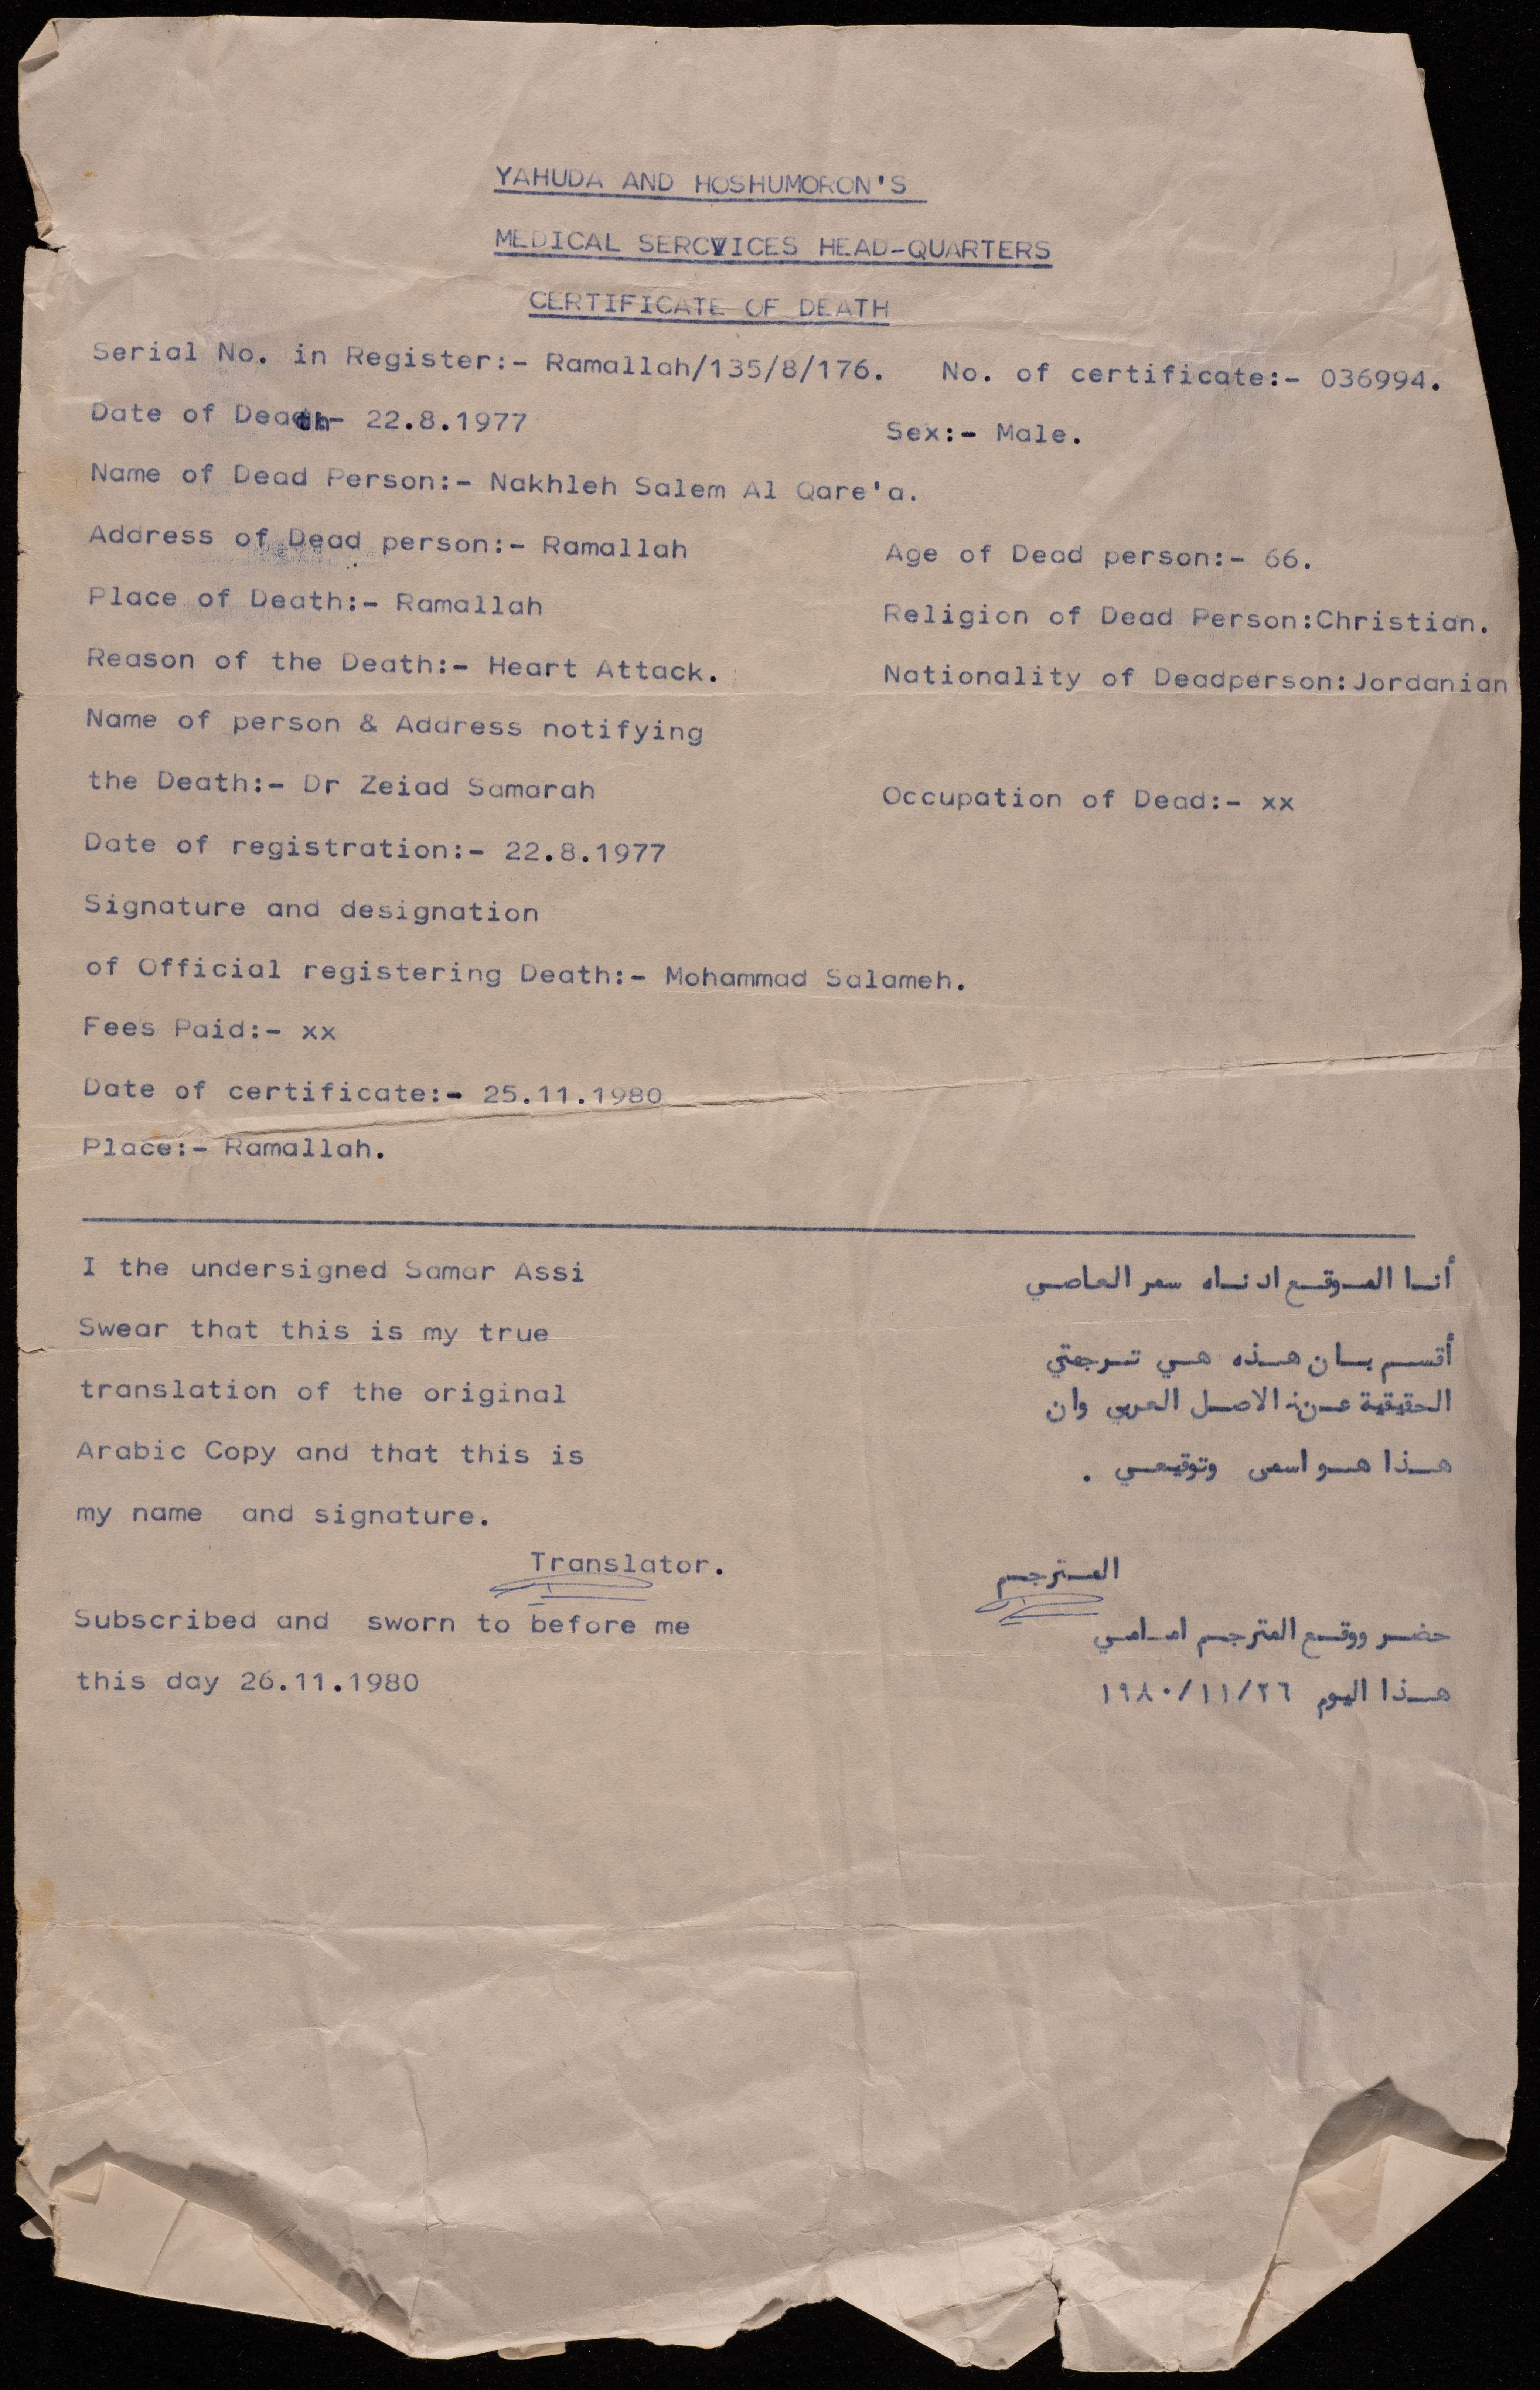 YAHUDA AND HOSHUMORON'S
MEDICAL SERCVICES HEAD-QUARTERS
CERTIFICATE OF DEATH
Serial No. in Register:- Ramallah/135/8/176. No. of certificate:- 036994.
Date of Death- 22.8.1977 Sex:- Male.
Name of Dead Person:- Nakhleh Salem Al Qare'a.
Address of Dead person:- Ramallah Age of Dead person:- 66.
Place of Death:- Ramallah Religion of Dead Person:Christian.
Reason of the Death:- Heart Attack. Nationality of Deadperson:Jordanian
Name of person & Address notifying
the Death:- Dr Zeiad Samarah Occupation of Dead:- xx
Date of registration:- 22.8.1977
Signature and designation
of Official registering Death:- Mohammad Salameh.
Fees Paid:- xx
Date of certificate:- 25.11.1980
Place:- Ramallah.
I the undersigned Samar Assi
أنا الموقع ادناه سمر العاصي
Swear that this is my true
أقسم بان هذه هي ترجمتي
translation of the original
الحقيقية عن الاصل العربي وان
Arabic Copy and that this is
هذا هو اسمى وتوقيعي .
my name and signature.
Translator.
المترجم
Subscribed and sworn to before me
حضر ووقع المترجم امامي
this day 26.11.1980
هذا اليوم ٢٦/١١/١٩٨٠